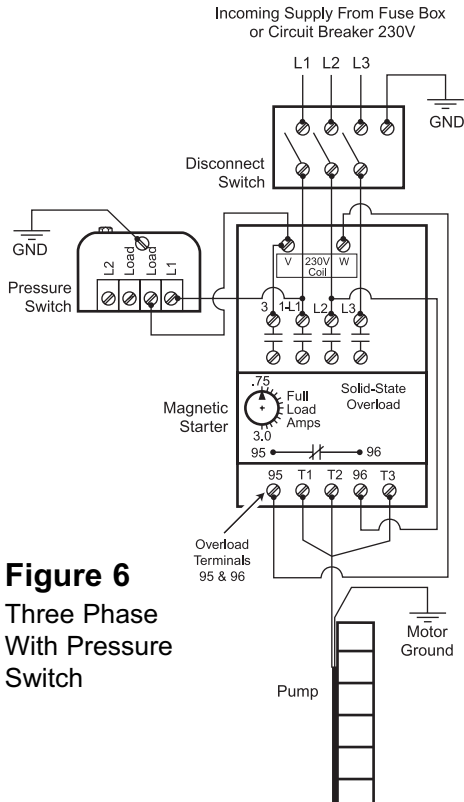 Incoming Supply From Fuse Box
or Circuit Breaker 230V
L1 L2 L3
GND
Disconnect
Switch
GND
L2 Load Load L1
Pressure
Switch
V 230V W
Coil
3 1-L1 L2 L3
Magnetic
Starter
.75
3.0
Full
Load
Amps
Solid-State
Overload
95 96
95 T1 T2 96 T3
Overload
Terminals
95 & 96
Figure 6
Three Phase
With Pressure
Switch
Motor
Ground
Pump